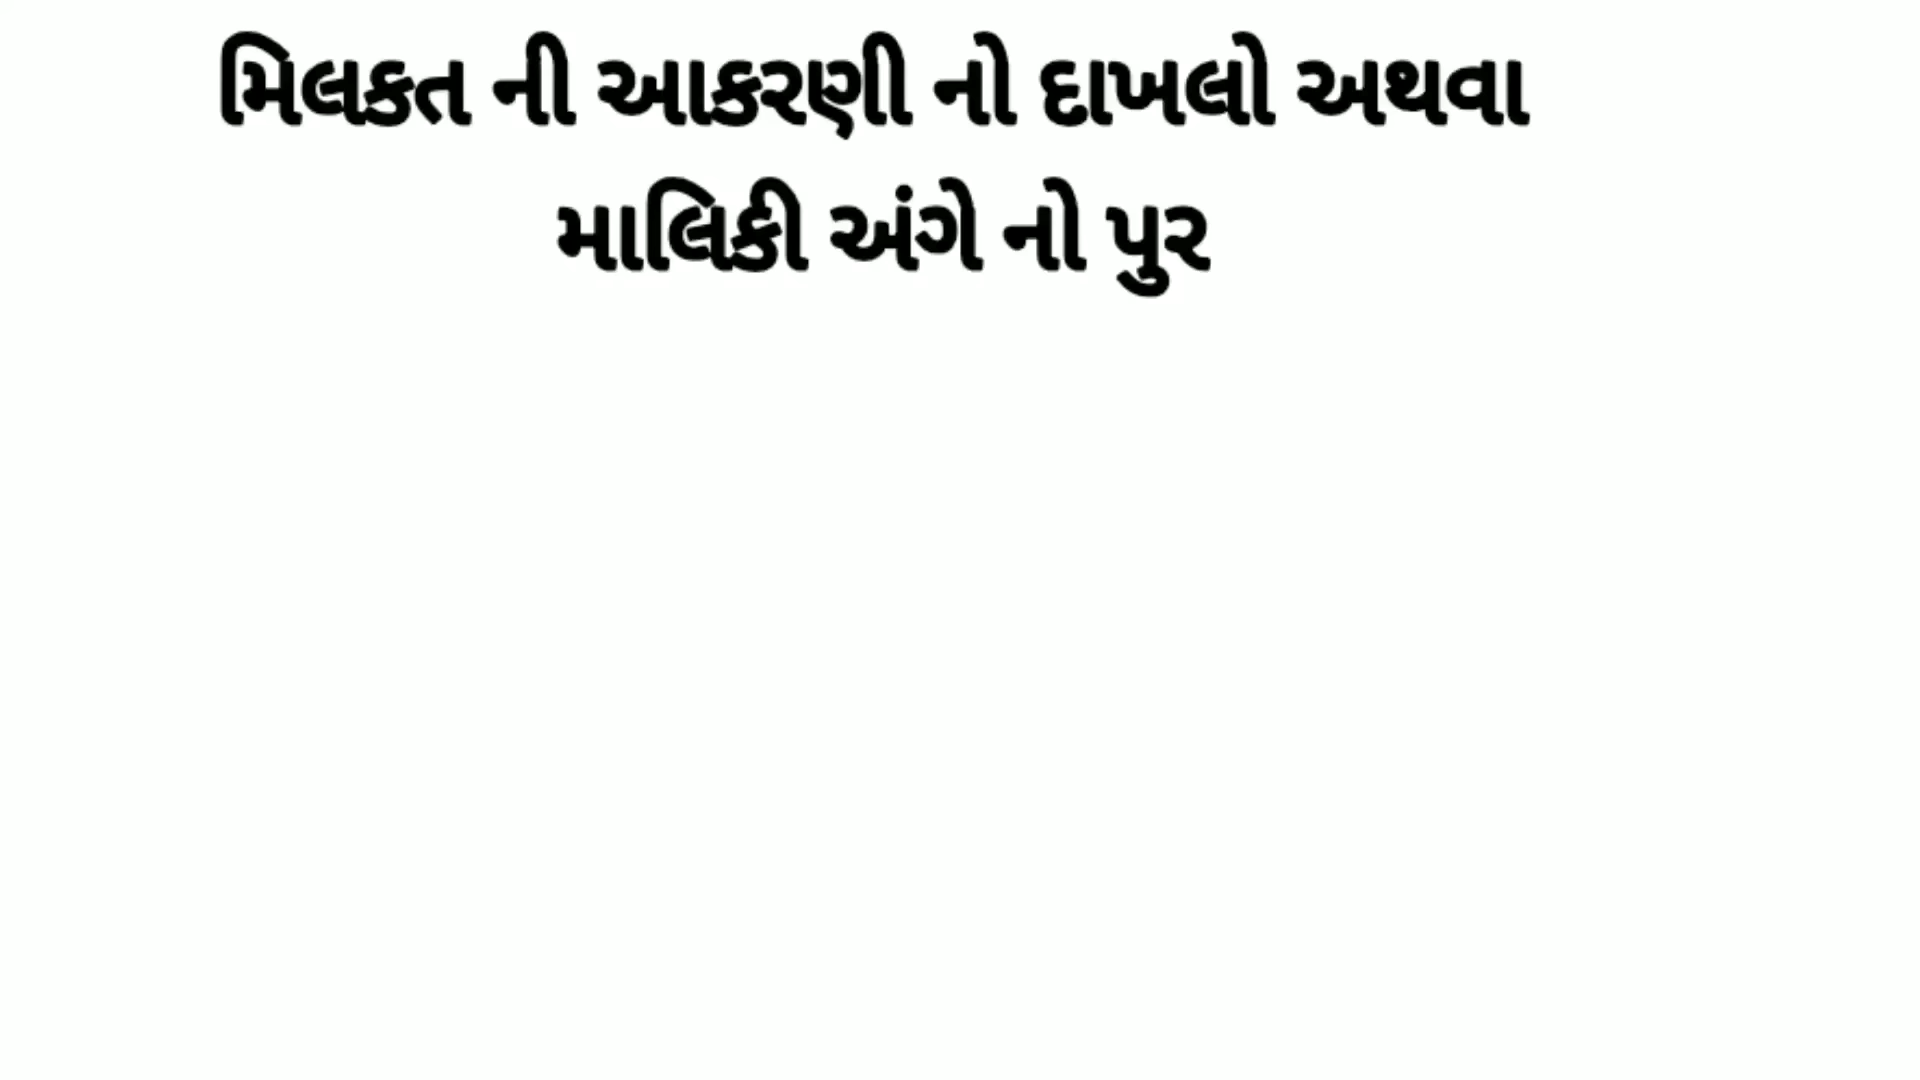 મિલકત ની આકરણી નો દાખલો અથવા
માલિકી અંગે નો પુર